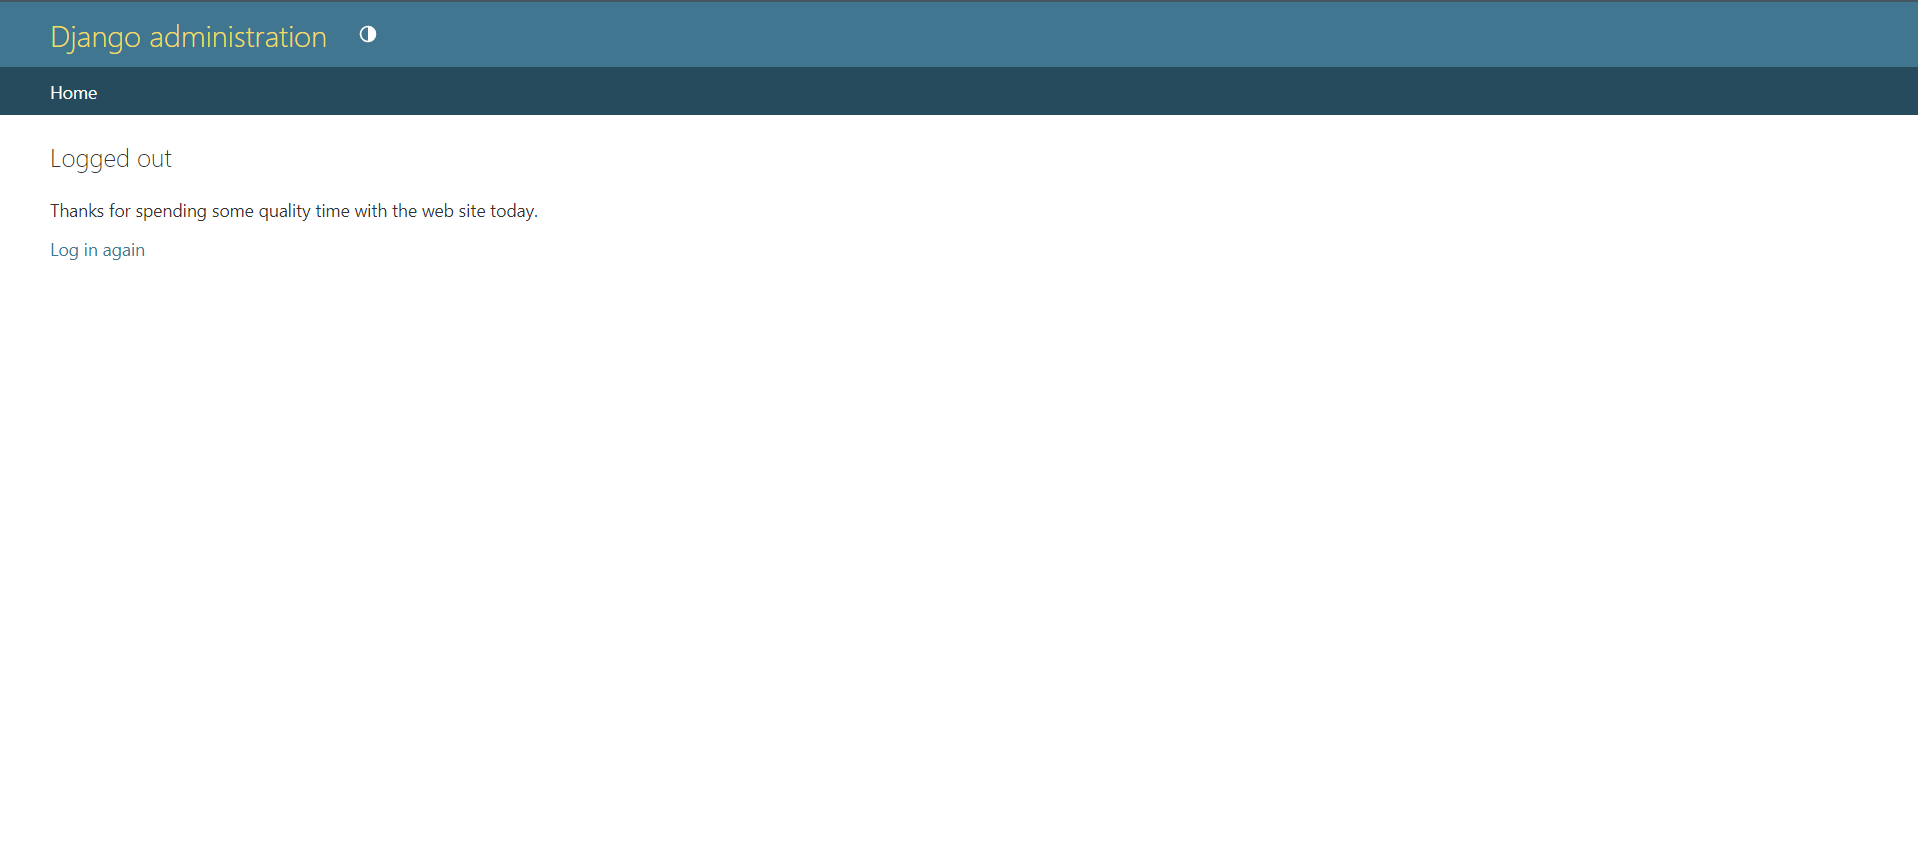 Django administration
Home
Logged out
Thanks for spending some quality time with the web site today.
Log in again